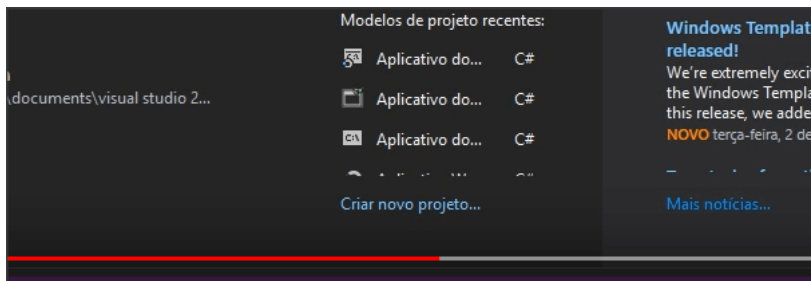 \documents\visual studio 2...
Modelos de projeto recentes:
Aplicativo do... C#
Aplicativo do... C#
Aplicativo do... C#
Criar novo projeto...
Windows Templat
released!
We're extremely exci
the Windows Templa
this release, we adde
NOVO terça-feira, 2 de
Mais notícias...